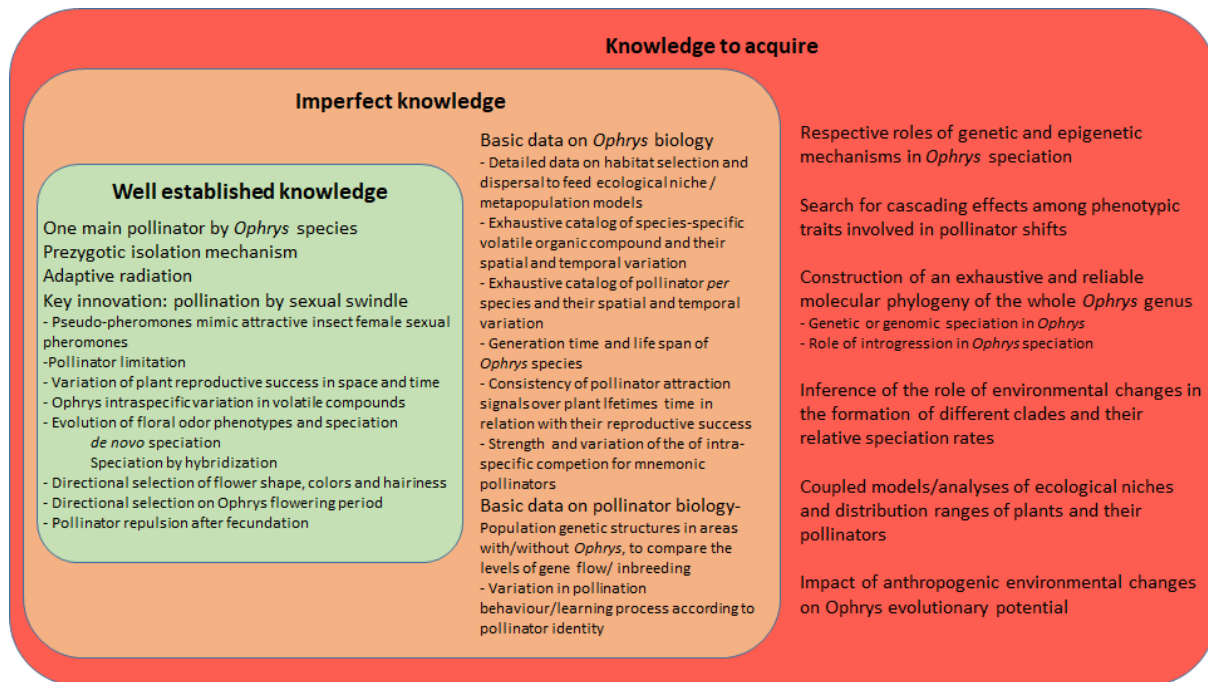 Knowledge to acquire
Imperfect knowledge
Well established knowledge
One main pollinator by Ophrys species
Prezygotic isolation mechanism
Adaptive radiation
Key innovation: pollination by sexual swindle
- Pseudo-pheromones mimic attractive insect female sexual
pheromones
-Pollinator limitation
- Variation of plant reproductive success in space and time
- Ophrys intraspecific variation in volatile compounds
- Evolution of floral odor phenotypes and speciation
de novo speciation
Speciation by hybridization
- Directional selection of flower shape, colors and hairiness
- Directional selection on Ophrys flowering period
- Pollinator repulsion after fecundation
Basic data on Ophrys biology
- Detailed data on habitat selection and
dispersal to feed ecological niche /
metapopulation models
- Exhaustive catalog of species-specific
volatile organic compound and their
spatial and temporal variation
- Exhaustive catalog of pollinator per
species and their spatial and temporal
variation
- Generation time and life span of
Ophrys species
- Consistency of pollinator attraction
signals over plant lfetimes time in
relation with their reproductive success
- Strength and variation of the of intra-
specific competion for mnemonic
pollinators
Basic data on pollinator biology-
Population genetic structures in areas
with/without Ophrys, to compare the
levels of gene flow/ inbreeding
- Variation in pollination
behaviour/learning process according to
pollinator identity
Respective roles of genetic and epigenetic
mechanisms in Ophrys speciation
Search for cascading effects among phenotypic
traits involved in pollinator shifts
Construction of an exhaustive and reliable
molecular phylogeny of the whole Ophrys genus
- Genetic or genomic speciation in Ophrys
- Role of introgression in Ophrys speciation
Inference of the role of environmental changes in
the formation of different clades and their
relative speciation rates
Coupled models/analyses of ecological niches
and distribution ranges of plants and their
pollinators
Impact of anthropogenic environmental changes
on Ophrys evolutionary potential